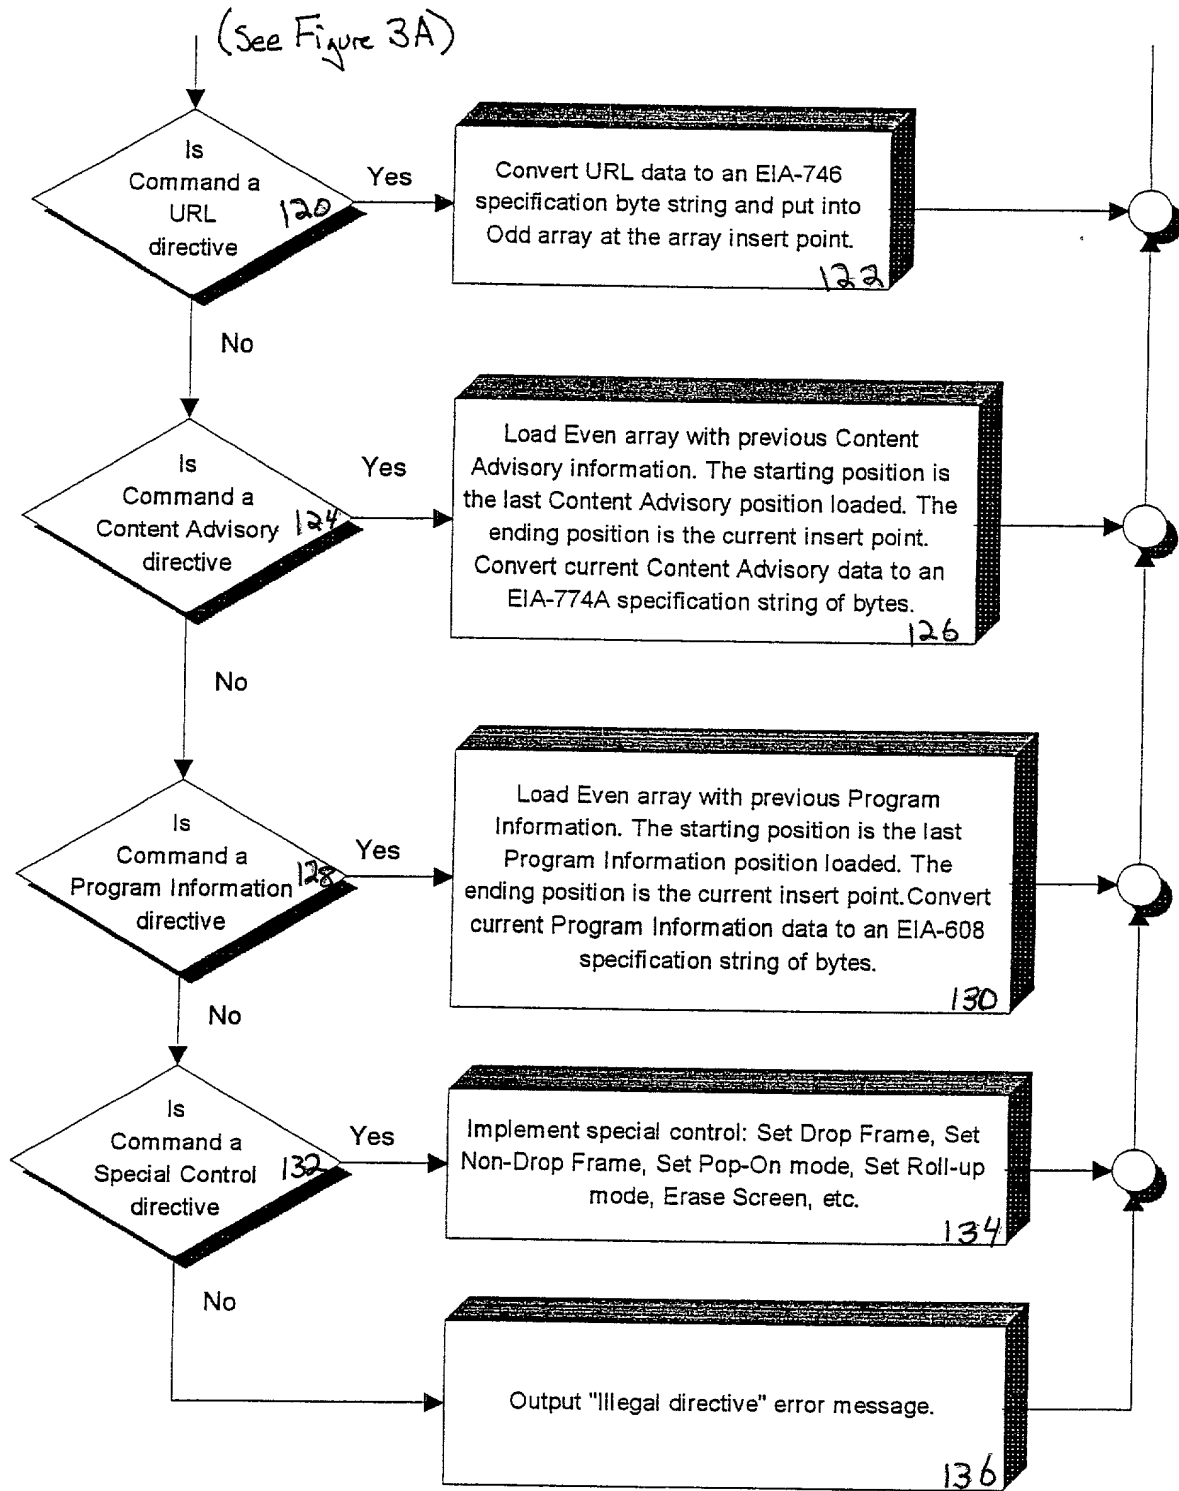 (See Figure 3A)
Is
Command a
URL
directive
120
Yes
Convert URL data to an EIA-746
specification byte string and put into
Odd array at the array insert point.
122
No
Is
Command a
Content Advisory
directive
124
Yes
Load Even array with previous Content
Advisory information. The starting position is
the last Content Advisory position loaded. The
ending position is the current insert point.
Convert current Content Advisory data to an
EIA-774A specification string of bytes.
126
No
Is
Command a
Program Information
directive
128
Yes
Load Even array with previous Program
Information. The starting position is the last
Program Information position loaded. The
ending position is the current insert point.Convert
current Program Information data to an EIA-608
specification string of bytes.
130
No
Is
Command a
Special Control
directive
132
Yes
Implement special control: Set Drop Frame, Set
Non-Drop Frame, Set Pop-On mode, Set Roll-up
mode, Erase Screen, etc.
134
No
Output "Illegal directive" error message.
136